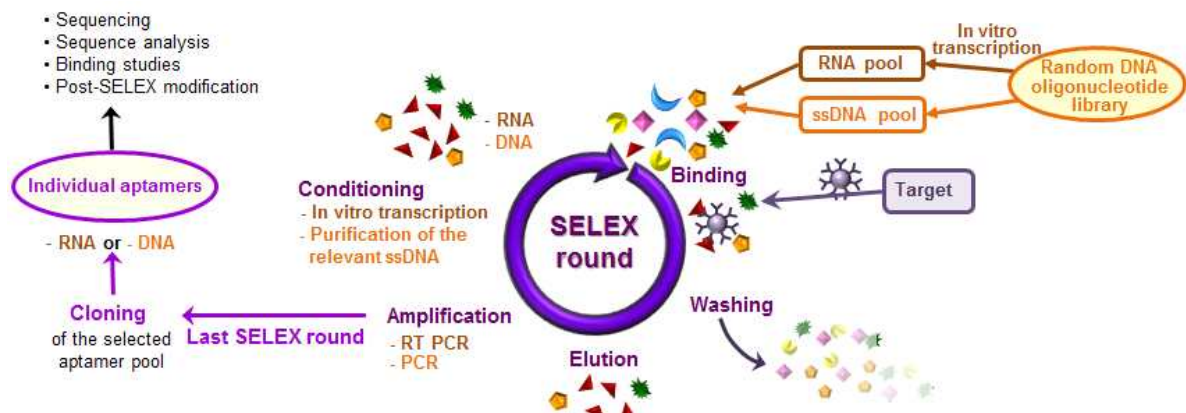 • Sequencing
• Sequence analysis
• Binding studies
• Post-SELEX modification
Individual aptamers
- RNA or - DNA
Cloning
of the selected
aptamer pool
Last SELEX round
Amplification
- RT PCR
- PCR
Conditioning
- In vitro transcription
- Purification of the
relevant ssDNA
- RNA
- DNA
SELEX
round
Elution
Binding
Washing
Target
RNA pool
ssDNA pool
In vitro
transcription
Random DNA
oligonucleotide
library